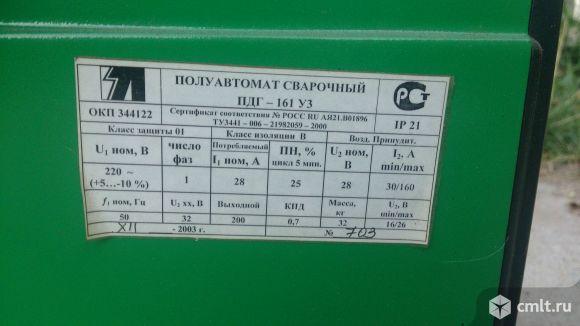 ПОЛУАВТОМАТ СВАРОЧНЫЙ
ПДГ – 161 У3
ОКП 344122
Сертификат соответствия № РОСС RU АЯ21.В01896
ТУ3441 – 006 – 21982059 – 2000
РСТ
IP 21
Класс защиты 01
Класс изоляции В
Возд. Принудит.
U₁ ном, В
число фаз
Потребляемый I₁ ном, А
ПН, % цикл 5 мин.
U₂ ном, В
I₂, А min/max
220 ~ (+5…-10 %)
1
28
25
28
30/160
f₁ ном, Гц
U₂ хх, В
Выходной
КПД
Масса, кг
U₂, В min/max
50
32
200
0,7
32
16/26
XII - 2003 г.
№ 703
cmlt.ru